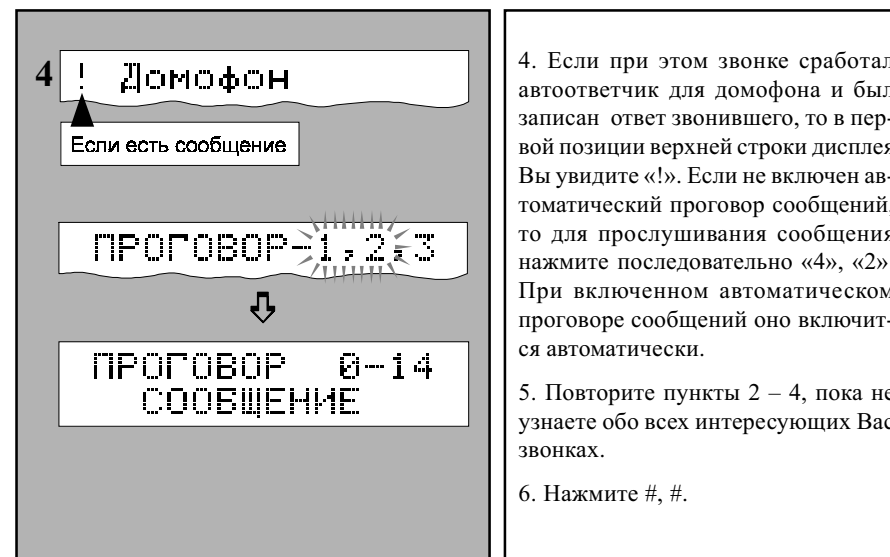 4
! Домофон
Если есть сообщение
ПРОГОВОР-1,2,3
ПРОГОВОР 0-14
СООБЩЕНИЕ
4. Если при этом звонке сработал
автоответчик для домофона и был
записан ответ звонившего, то в пер-
вой позиции верхней строки дисплея
Вы увидите «!». Если не включен ав-
томатический проговор сообщений,
то для прослушивания сообщения
нажмите последовательно «4», «2»
При включенном автоматическом
проговоре сообщений оно включит-
ся автоматически.
5. Повторите пункты 2 – 4, пока не
узнаете обо всех интересующих Вас
звонках.
6. Нажмите #, #.